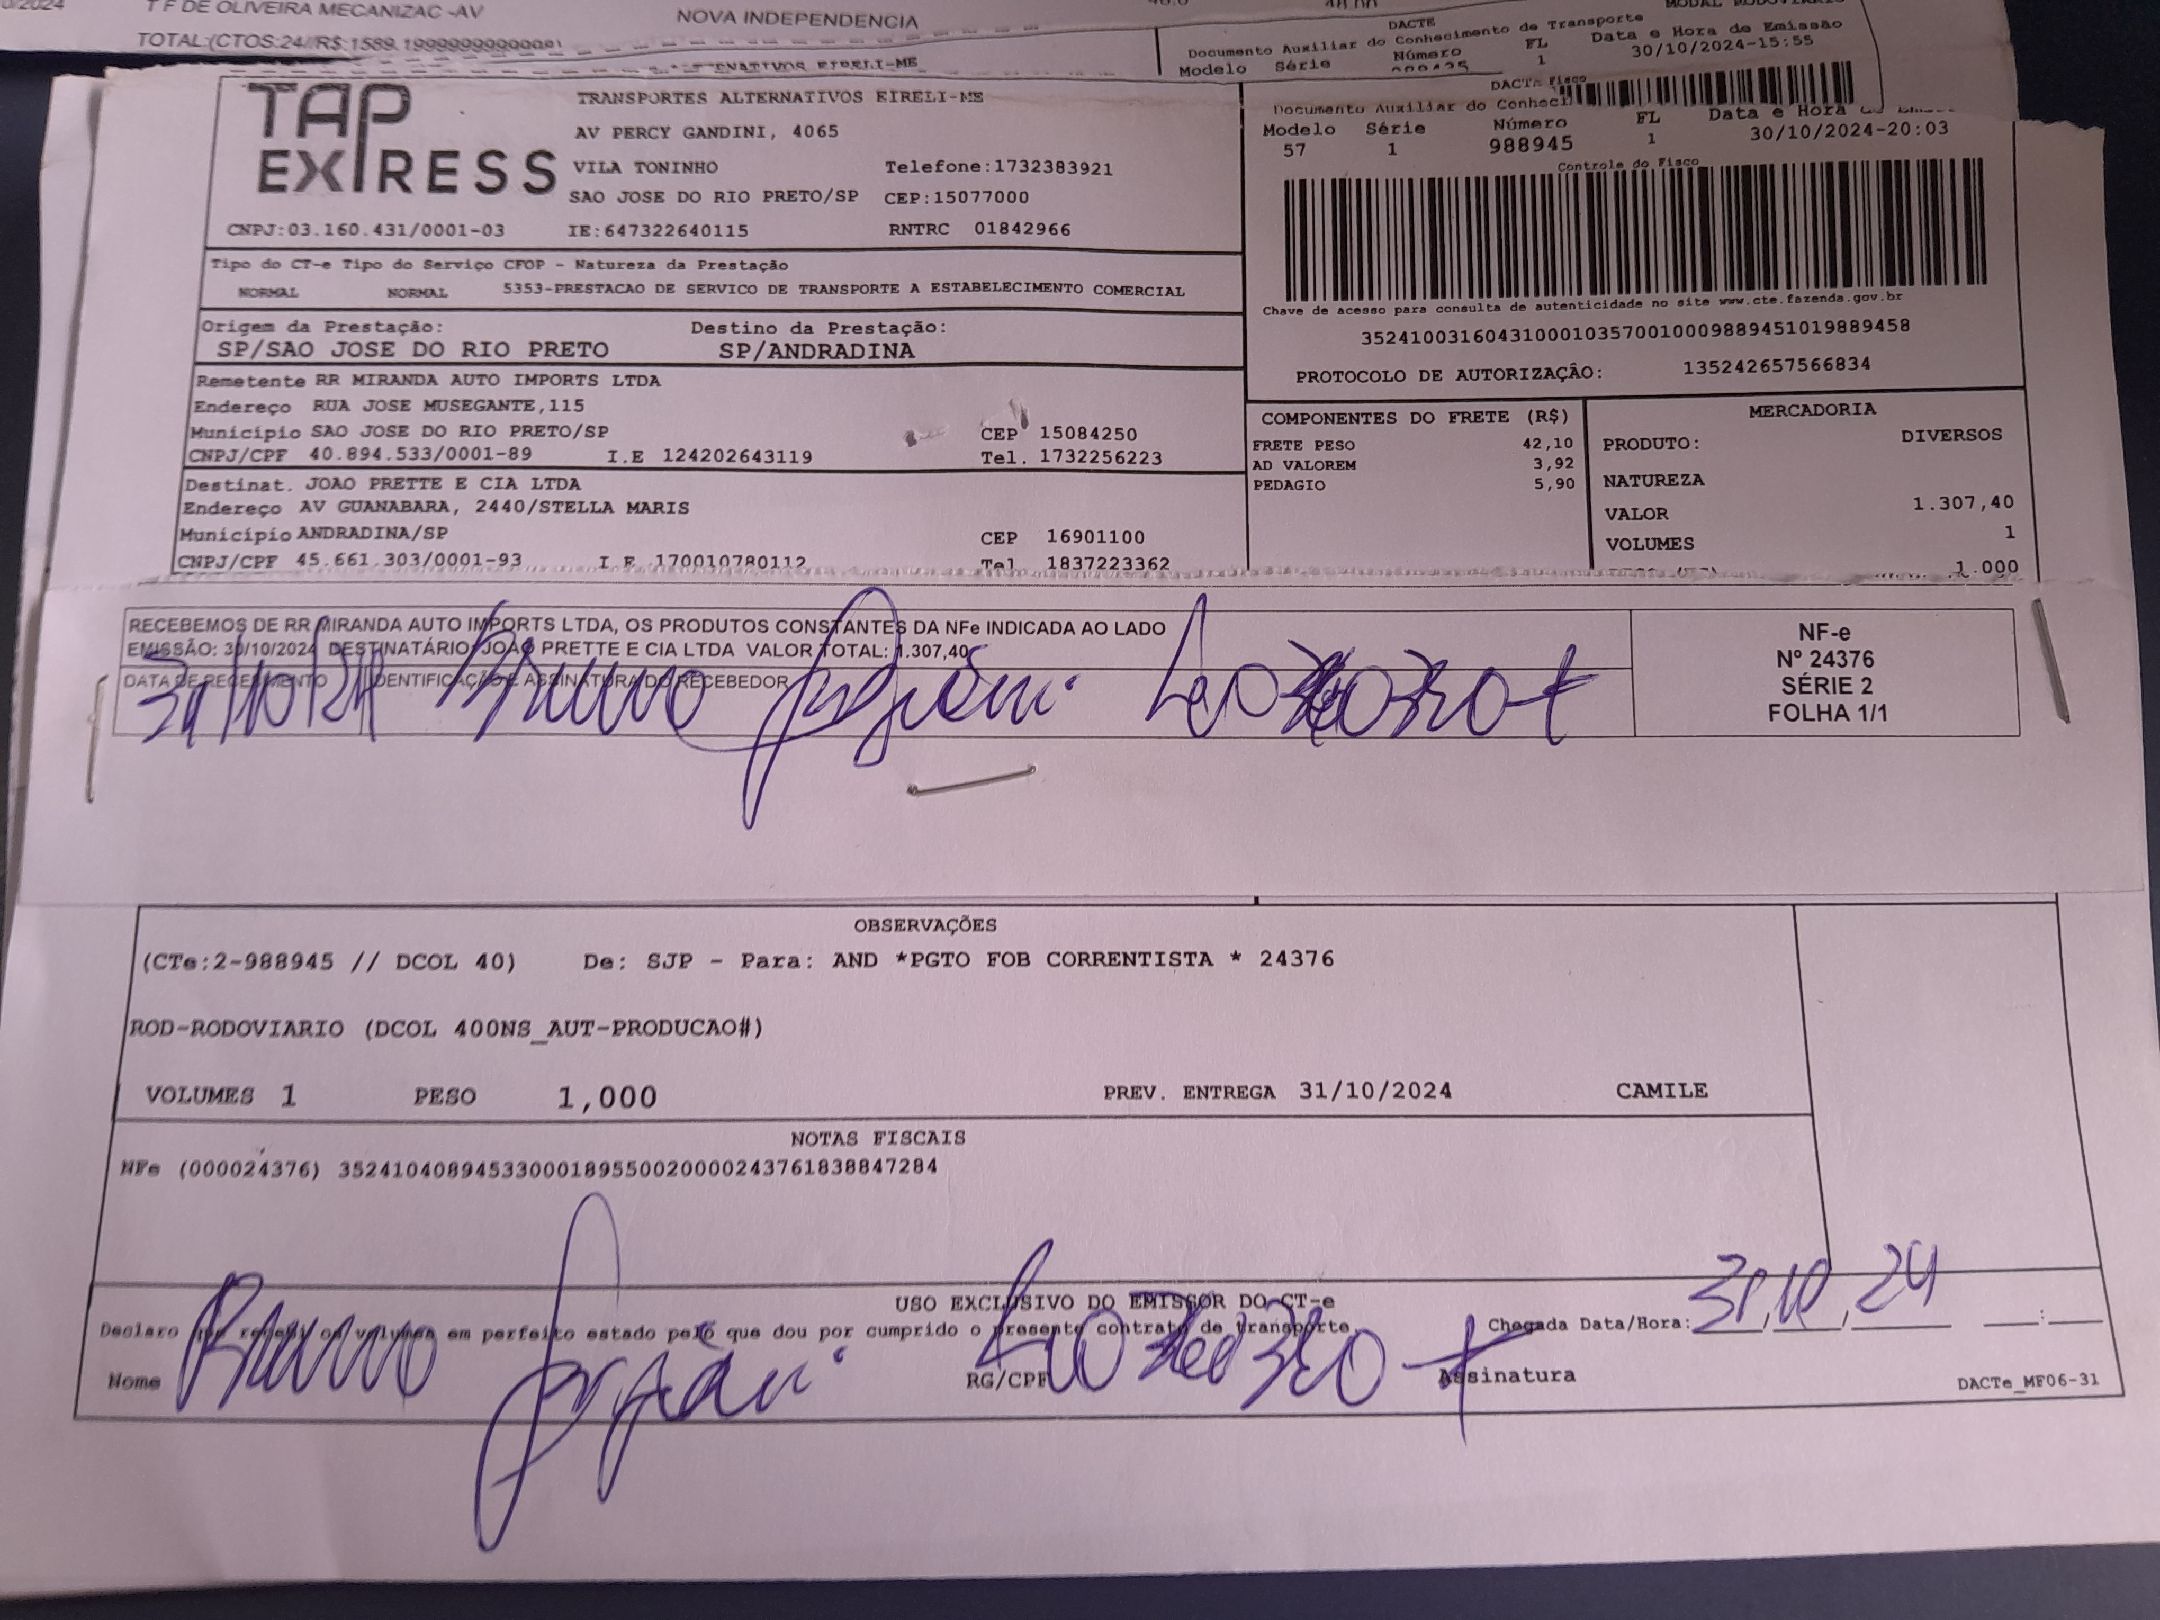 0/2024 T F DE OLIVEIRA MECANIZAC -AV NOVA INDEPENDENCIA
TOTAL:(CTOS:24//R$:1589.1999999999998)
DACTE
Documento Auxiliar do Conhecimento de Transporte
Modelo Série Número FL Data e Hora de Emissão
1 30/10/2024-15:55
TAP EXPRESS
TRANSPORTES ALTERNATIVOS EIRELI-ME
AV PERCY GANDINI, 4065
VILA TONINHO Telefone:1732383921
SAO JOSE DO RIO PRETO/SP CEP:15077000
CNPJ:03.160.431/0001-03 IE:647322640115 RNTRC 01842966
DACTE
Documento Auxiliar do
Modelo Série Número FL Data e Hora
57 1 988945 1 30/10/2024-20:03
Controle do Fisco
Chave de acesso para consulta de autenticidade no site www.cte.fazenda.gov.br
35241003160431000103570010009889451019889458
PROTOCOLO DE AUTORIZAÇÃO: 135242657566834
Tipo do CT-e Tipo do Serviço CFOP - Natureza da Prestação
NORMAL NORMAL 5353-PRESTACAO DE SERVICO DE TRANSPORTE A ESTABELECIMENTO COMERCIAL
Origem da Prestação: Destino da Prestação:
SP/SAO JOSE DO RIO PRETO SP/ANDRADINA
Remetente RR MIRANDA AUTO IMPORTS LTDA
Endereço RUA JOSE MUSEGANTE,115
Município SAO JOSE DO RIO PRETO/SP CEP 15084250
CNPJ/CPF 40.894.533/0001-89 I.E 124202643119 Tel. 1732256223
Destinat. JOAO PRETTE E CIA LTDA
Endereço AV GUANABARA, 2440/STELLA MARIS
Município ANDRADINA/SP CEP 16901100
CNPJ/CPF 45.661.303/0001-93 I.E 170010780112 Tel 1837223362
COMPONENTES DO FRETE (R$)
FRETE PESO 42,10
AD VALOREM 3,92
PEDAGIO 5,90
MERCADORIA
PRODUTO: DIVERSOS
NATUREZA
VALOR 1.307,40
VOLUMES 1
1.000
RECEBEMOS DE RR MIRANDA AUTO IMPORTS LTDA, OS PRODUTOS CONSTANTES DA NFe INDICADA AO LADO
EMISSÃO: 30/10/2024 DESTINATÁRIO: JOAO PRETTE E CIA LTDA VALOR TOTAL: 1.307,40
DATA DE RECEBIMENTO IDENTIFICAÇÃO E ASSINATURA DO RECEBEDOR
31/10/24 Bruno
NF-e
Nº 24376
SÉRIE 2
FOLHA 1/1
OBSERVAÇÕES
(CTe:2-988945 // DCOL 40) De: SJP - Para: AND *PGTO FOB CORRENTISTA * 24376
ROD-RODOVIARIO (DCOL 400NS_AUT-PRODUCAO#)
VOLUMES 1 PESO 1,000 PREV. ENTREGA 31/10/2024 CAMILE
NOTAS FISCAIS
NFe (000024376) 35241040894533000189550020000243761838847284
USO EXCLUSIVO DO EMISSOR DO CT-e
Declaro que recebi os volumes em perfeito estado pelo que dou por cumprido o presente contrato de transporte
Chegada Data/Hora: 31/10/24
Nome Bruno RG/CPF Assinatura
DACTe_MF06-31